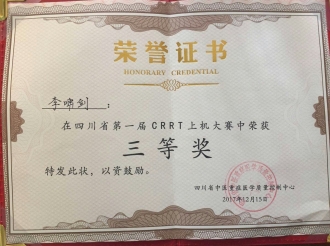 荣誉证书
HONORARY CREDENTIAL
李啸剑：
在四川省第一届CRRT上机大赛中荣获
三等奖
特发此状，以资鼓励。
四川省中医重症医学质量控制中心
2017年12月15日